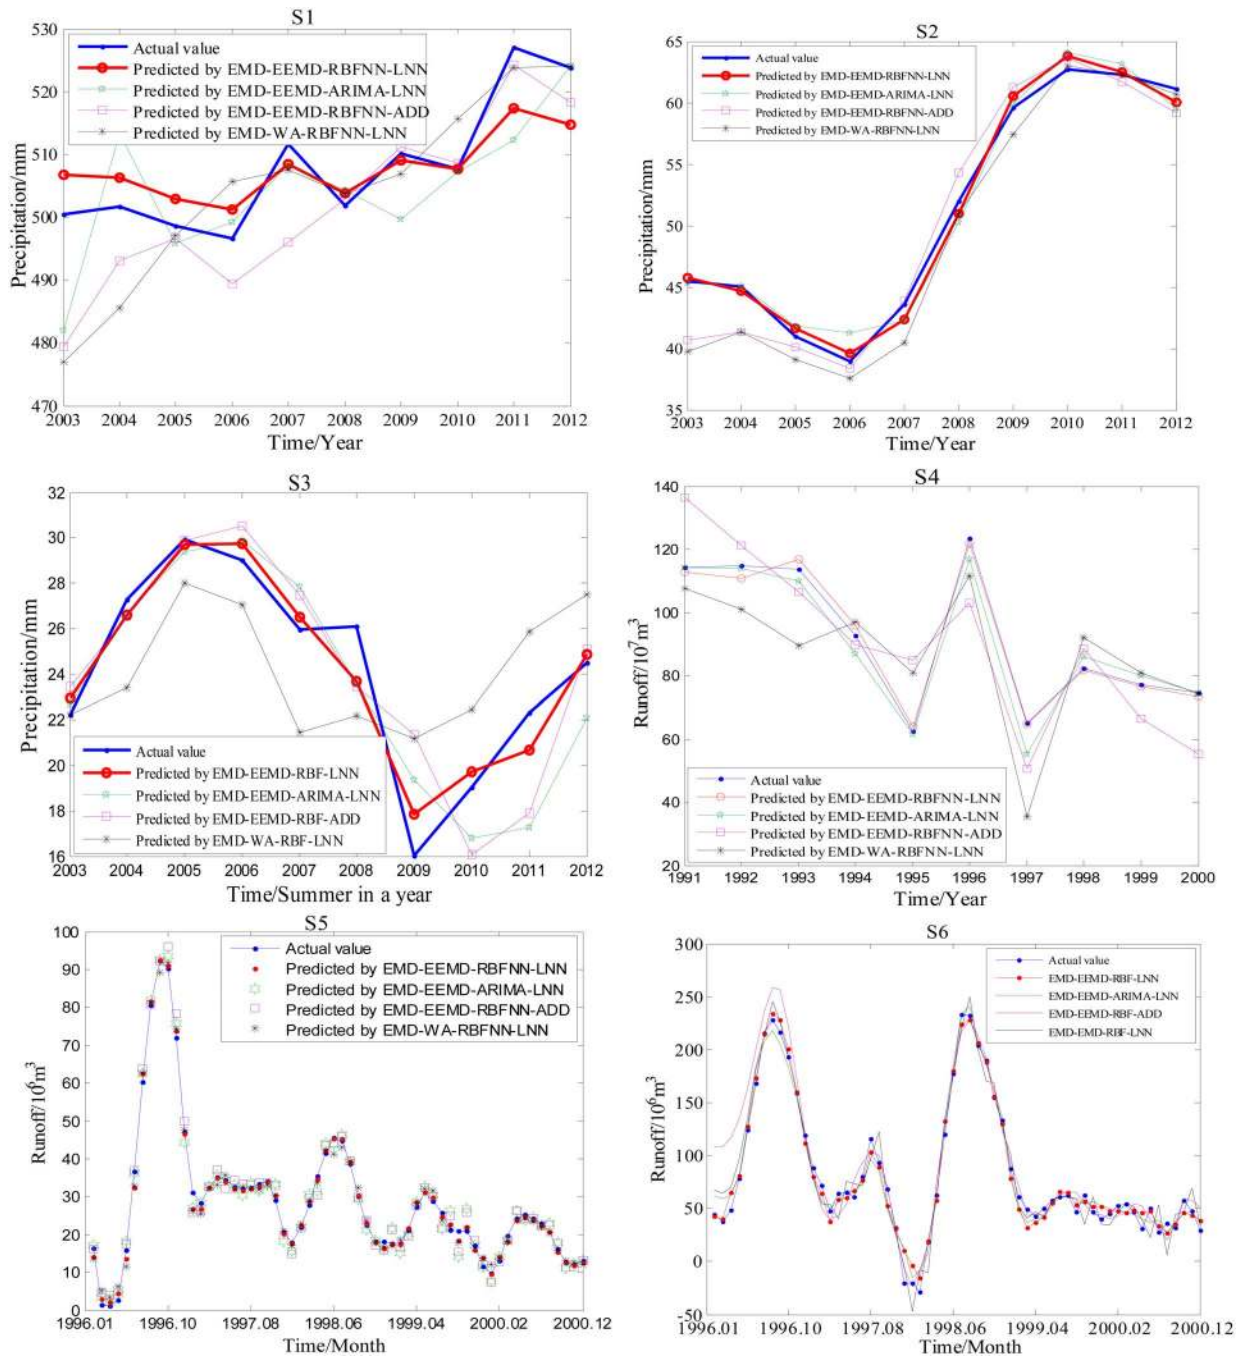 S1
530
520
510
500
490
480
470
Precipitation/mm
Actual value
Predicted by EMD-EEMD-RBFNN-LNN
Predicted by EMD-EEMD-ARIMA-LNN
Predicted by EMD-EEMD-RBFNN-ADD
Predicted by EMD-WA-RBFNN-LNN
2003 2004 2005 2006 2007 2008 2009 2010 2011 2012
Time/Year
S2
65
60
55
50
45
40
35
Precipitation/mm
Actual value
Predicted by EMD-EEMD-RBFNN-LNN
Predicted by EMD-EEMD-ARIMA-LNN
Predicted by EMD-EEMD-RBFNN-ADD
Predicted by EMD-WA-RBFNN-LNN
2003 2004 2005 2006 2007 2008 2009 2010 2011 2012
Time/Year
S3
32
30
28
26
24
22
20
18
16
Precipitation/mm
Actual value
Predicted by EMD-EEMD-RBF-LNN
Predicted by EMD-EEMD-ARIMA-LNN
Predicted by EMD-EEMD-RBF-ADD
Predicted by EMD-WA-RBF-LNN
2003 2004 2005 2006 2007 2008 2009 2010 2011 2012
Time/Summer in a year
S4
140
120
100
80
60
40
20
Runoff/10⁷m³
Actual value
Predicted by EMD-EEMD-RBFNN-LNN
Predicted by EMD-EEMD-ARIMA-LNN
Predicted by EMD-EEMD-RBFNN-ADD
Predicted by EMD-WA-RBFNN-LNN
1991 1992 1993 1994 1995 1996 1997 1998 1999 2000
Time/Year
S5
100
90
80
70
60
50
40
30
20
10
0
Runoff/10⁶m³
Actual value
Predicted by EMD-EEMD-RBFNN-LNN
Predicted by EMD-EEMD-ARIMA-LNN
Predicted by EMD-EEMD-RBFNN-ADD
Predicted by EMD-WA-RBFNN-LNN
1996.01 1996.10 1997.08 1998.06 1999.04 2000.02 2000.12
Time/Month
S6
300
250
200
150
100
50
0
-50
Runoff/10⁶m³
Actual value
EMD-EEMD-RBF-LNN
EMD-EEMD-ARIMA-LNN
EMD-EEMD-RBF-ADD
EMD-EMD-RBF-LNN
1996.01 1996.10 1997.08 1998.06 1999.04 2000.02 2000.12
Time/Month